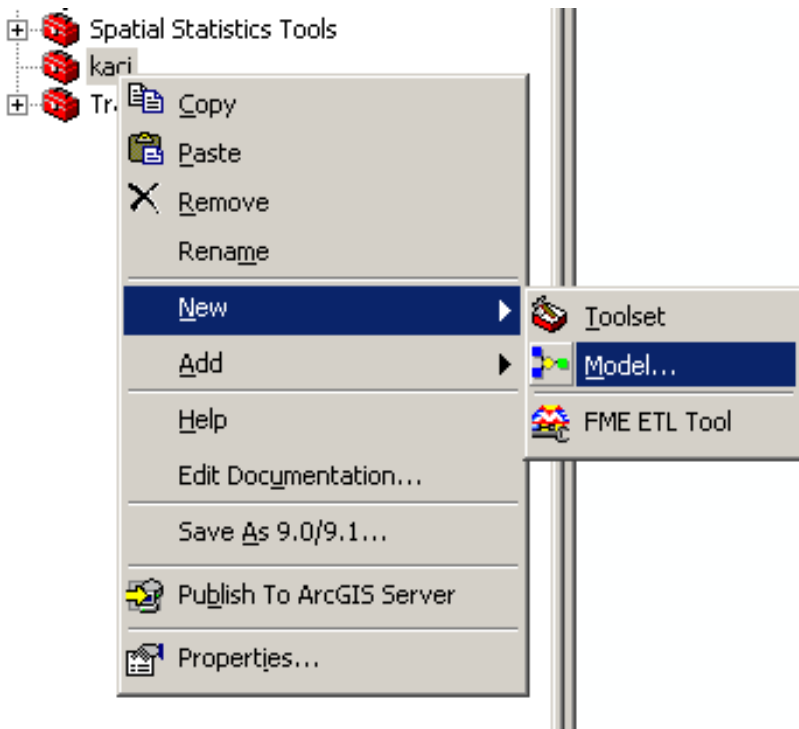 Spatial Statistics Tools
kaci
Tr
Copy
Paste
Remove
Rename
New
Add
Help
Edit Documentation...
Save As 9.0/9.1...
Publish To ArcGIS Server
Properties...
Toolset
Model...
FME ETL Tool